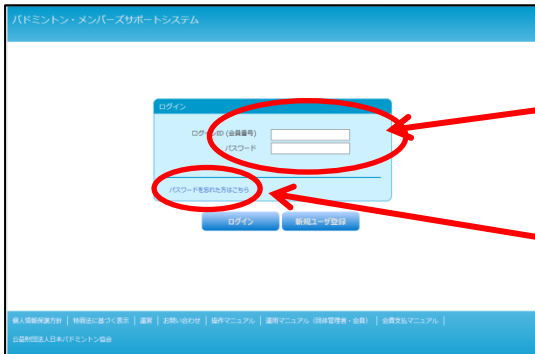 バドミントン・メンバーズサポートシステム
ログイン
ログインID (会員番号)
パスワード
パスワードを忘れた方はこちら
ログイン 新規ユーザ登録
個人情報保護方針 | 特商法に基づく表示 | 運営 | お問い合わせ | 操作マニュアル | 運用マニュアル (団体管理者・会員) | 会費支払マニュアル |
公益財団法人日本バドミントン協会